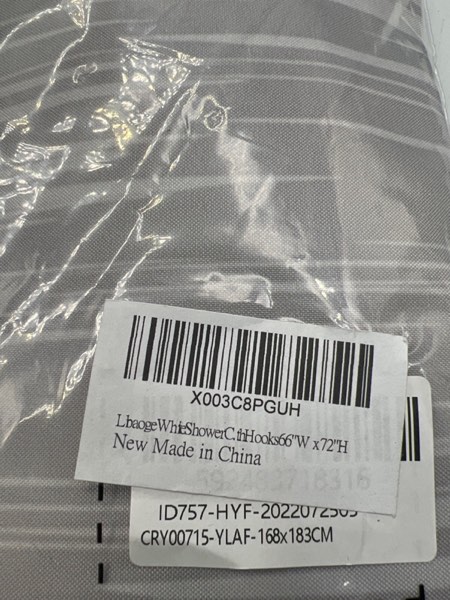 X003C8PGUH
LbaogeWhiteShowerC.thHooks66"W x72"H
New Made in China
ID757-HYF-2022072505
CRY00715-YLAF-168x183CM